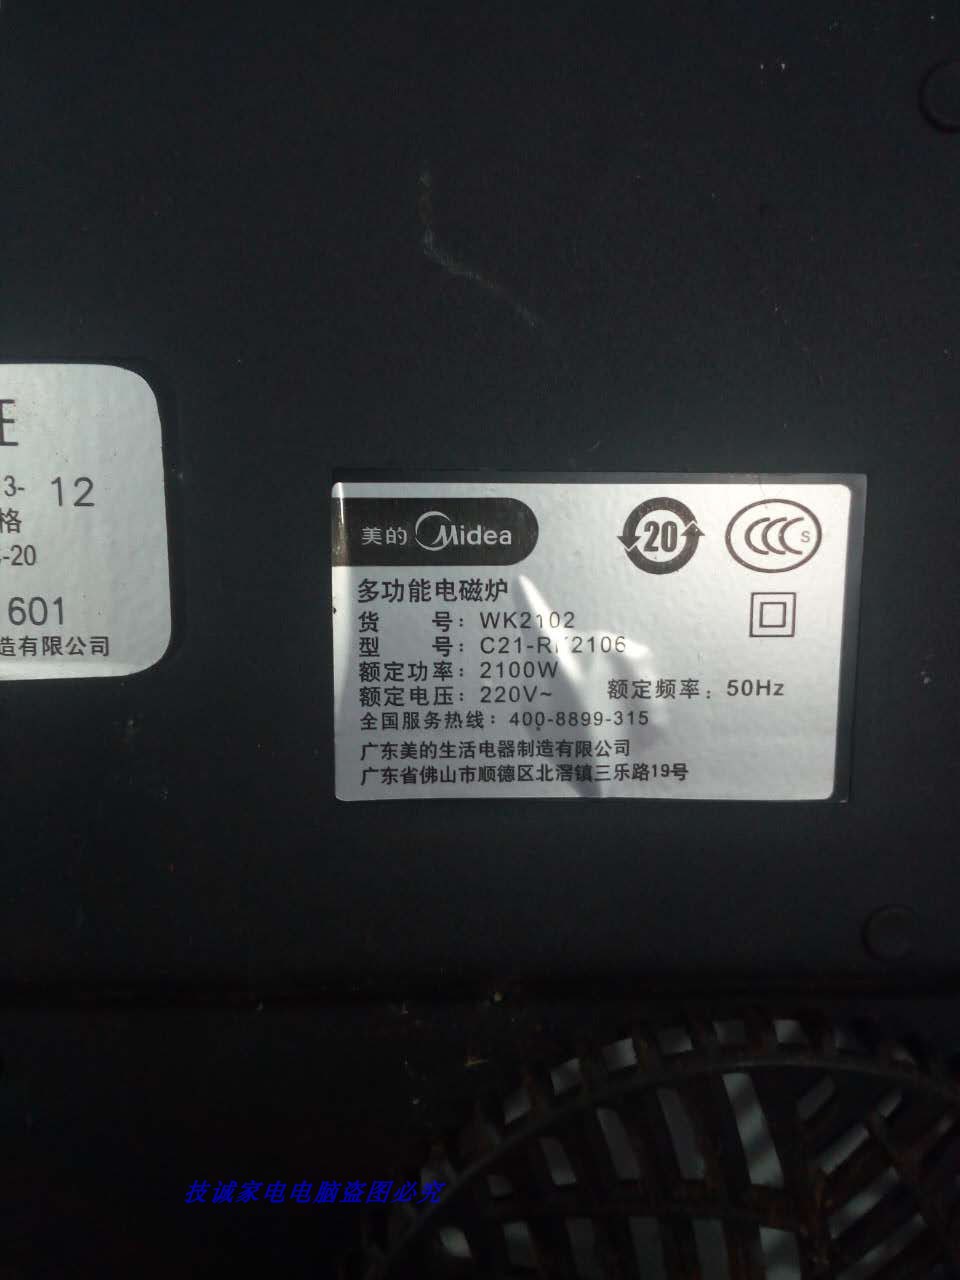 13-
12
格
-20
601
造有限公司
美的 Midea
20
CCC S
多功能电磁炉
货 号: WK2102
型 号: C21-RK2106
额定功率: 2100W
额定电压: 220V~ 额定频率: 50Hz
全国服务热线: 400-8899-315
广东美的生活电器制造有限公司
广东省佛山市顺德区北滘镇三乐路19号
技诚家电电脑盗图必究